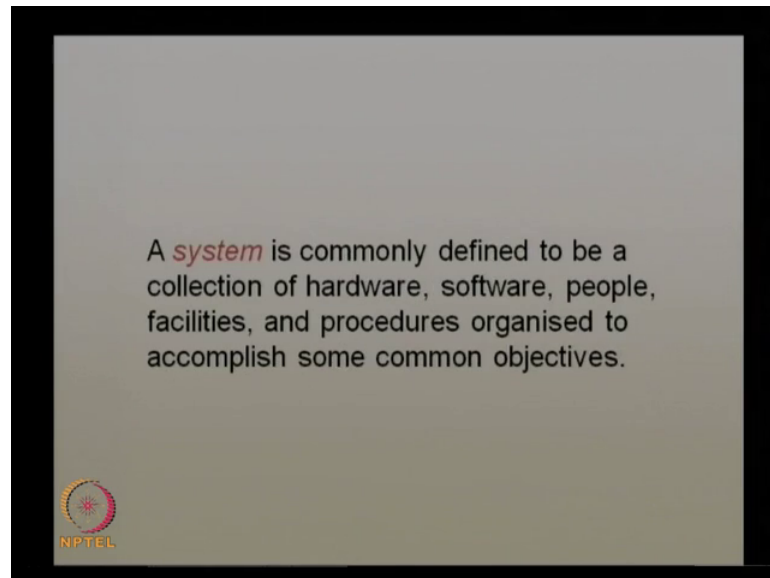 A system is commonly defined to be a
collection of hardware, software, people,
facilities, and procedures organised to
accomplish some common objectives.
NPTEL